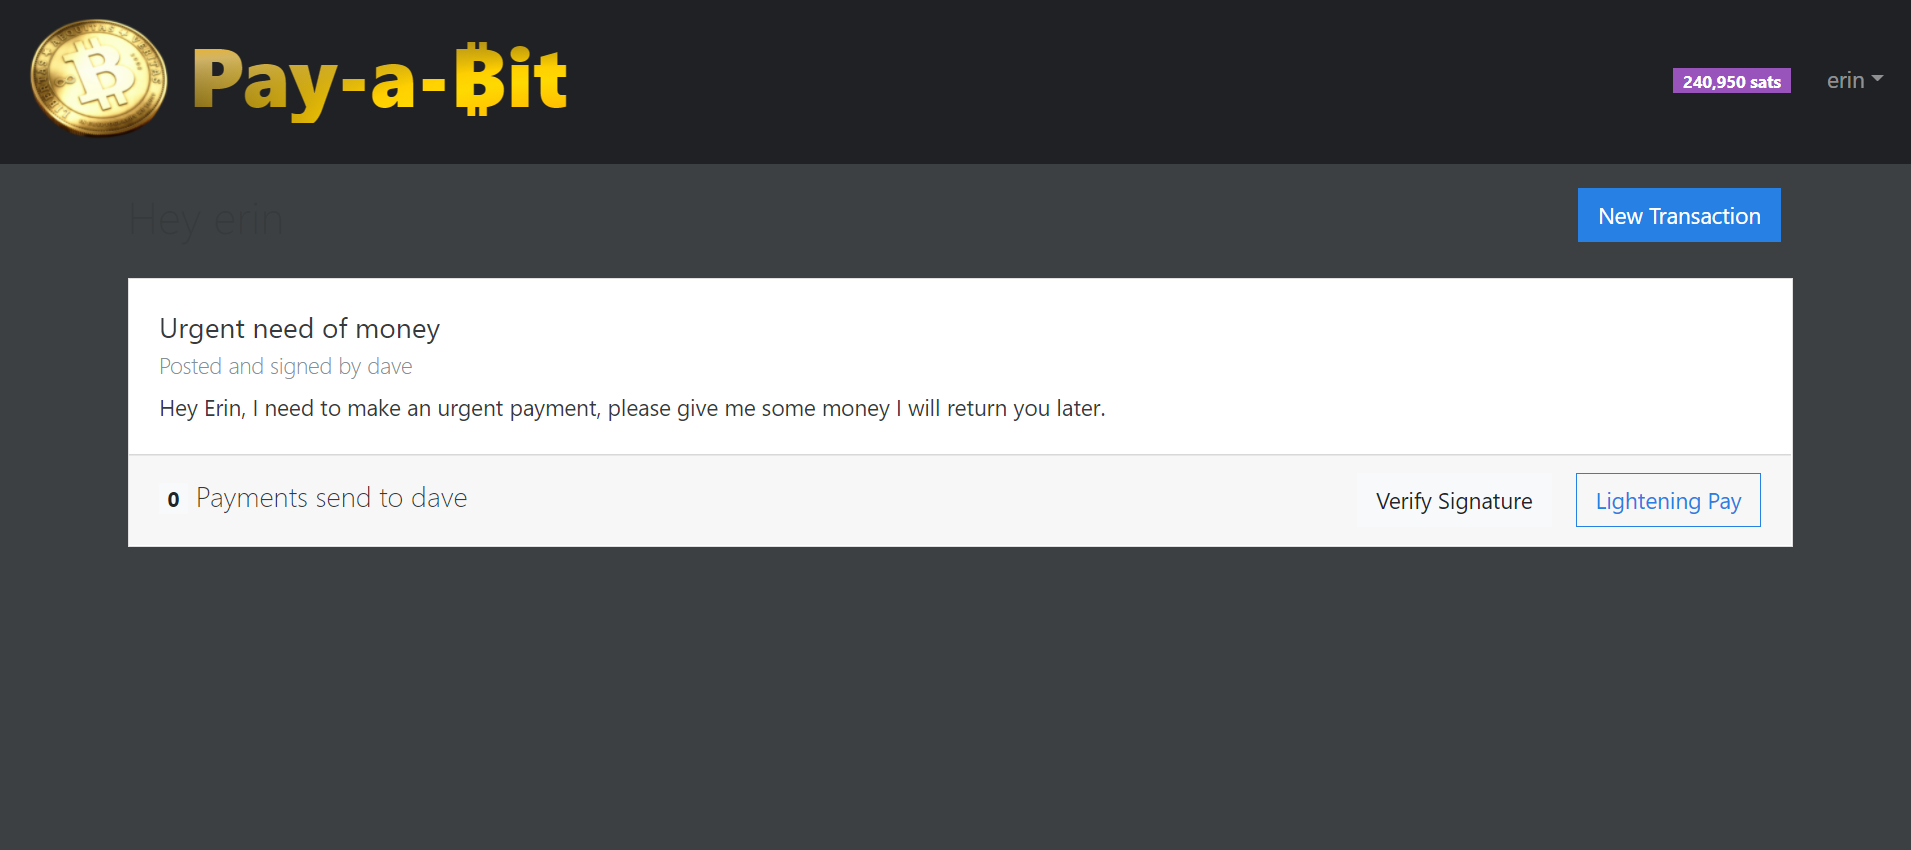 Pay-a-₿it
240,950 sats
erin
Hey erin
New Transaction
Urgent need of money
Posted and signed by dave
Hey Erin, I need to make an urgent payment, please give me some money I will return you later.
0 Payments send to dave
Verify Signature
Lightening Pay